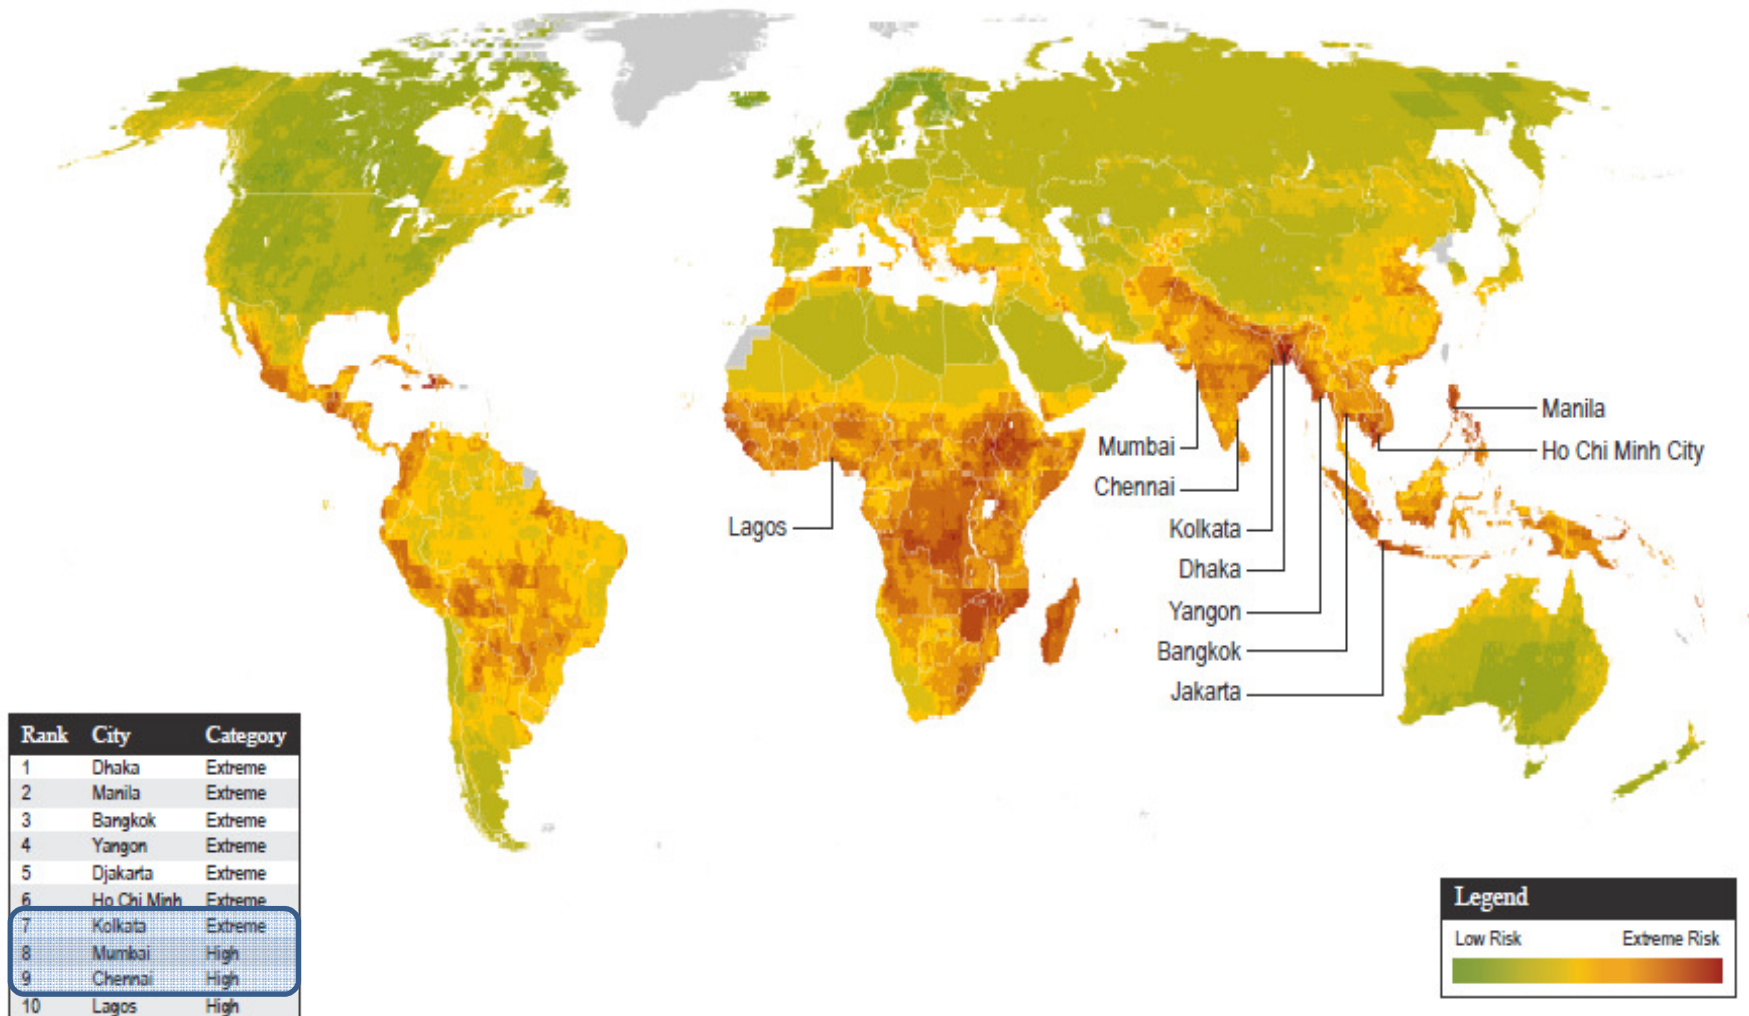 Manila
Ho Chi Minh City
Mumbai
Chennai
Lagos
Kolkata
Dhaka
Yangon
Bangkok
Jakarta
Rank City Category
1 Dhaka Extreme
2 Manila Extreme
3 Bangkok Extreme
4 Yangon Extreme
5 Djakarta Extreme
6 Ho Chi Minh Extreme
7 Kolkata Extreme
8 Mumbai High
9 Chennai High
10 Lagos High
Legend
Low Risk Extreme Risk